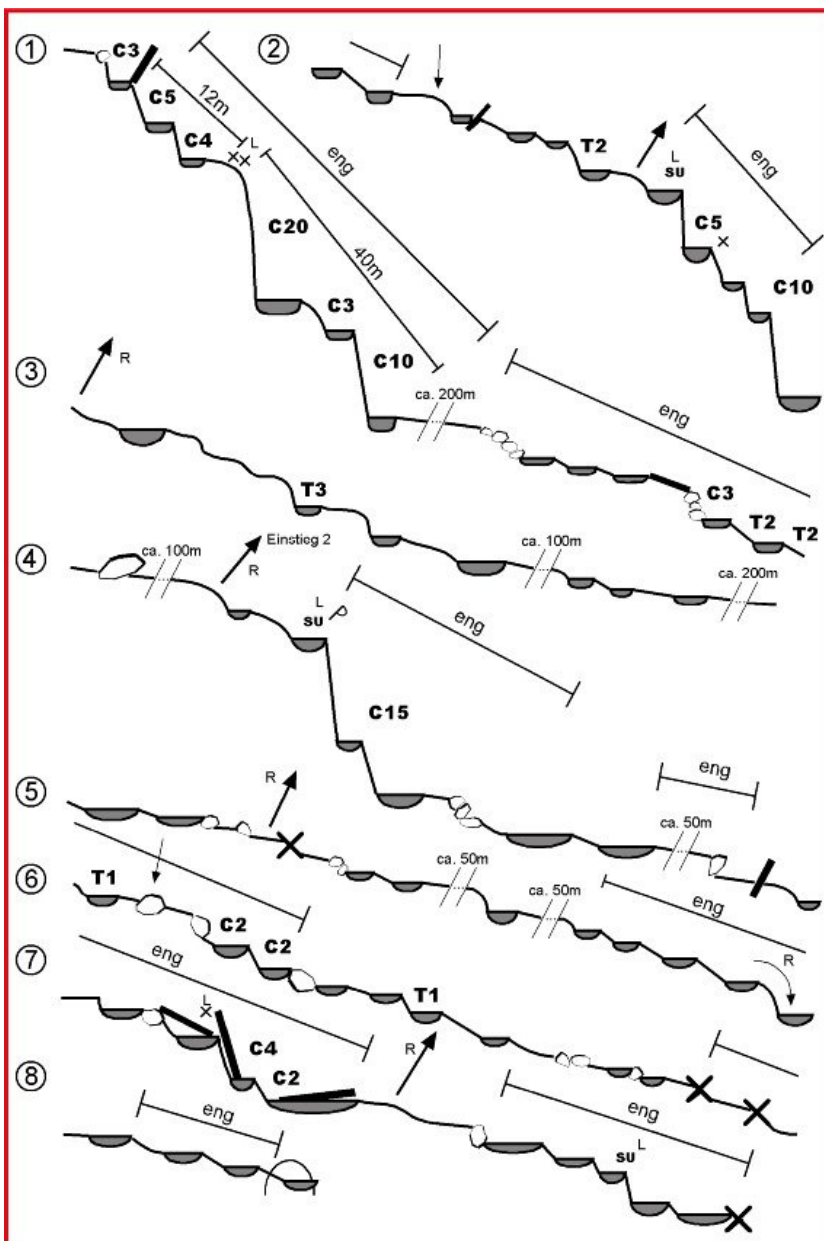 ① C3
C5
12m
C4
L
eng
C20
40m
C3
C10
② T2
L
su
C5
eng
C10
③ R
ca. 200m
eng
T3
C3
T2
T2
ca. 100m
ca. 200m
④ ca. 100m
Einstieg 2
R
L
su
eng
C15
eng
ca. 50m
⑤ R
ca. 50m
ca. 50m
eng
R
⑥ T1
C2
C2
eng
T1
⑦ L
C4
C2
R
eng
L
su
⑧ eng